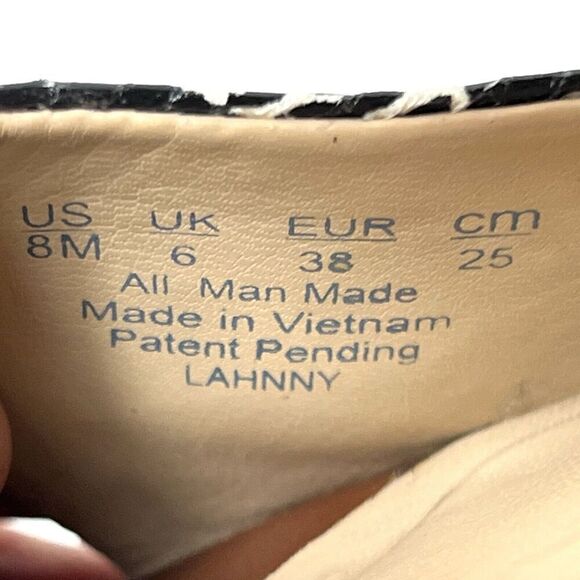 US UK EUR cm
8M 6 38 25
All Man Made
Made in Vietnam
Patent Pending
LAHNNY